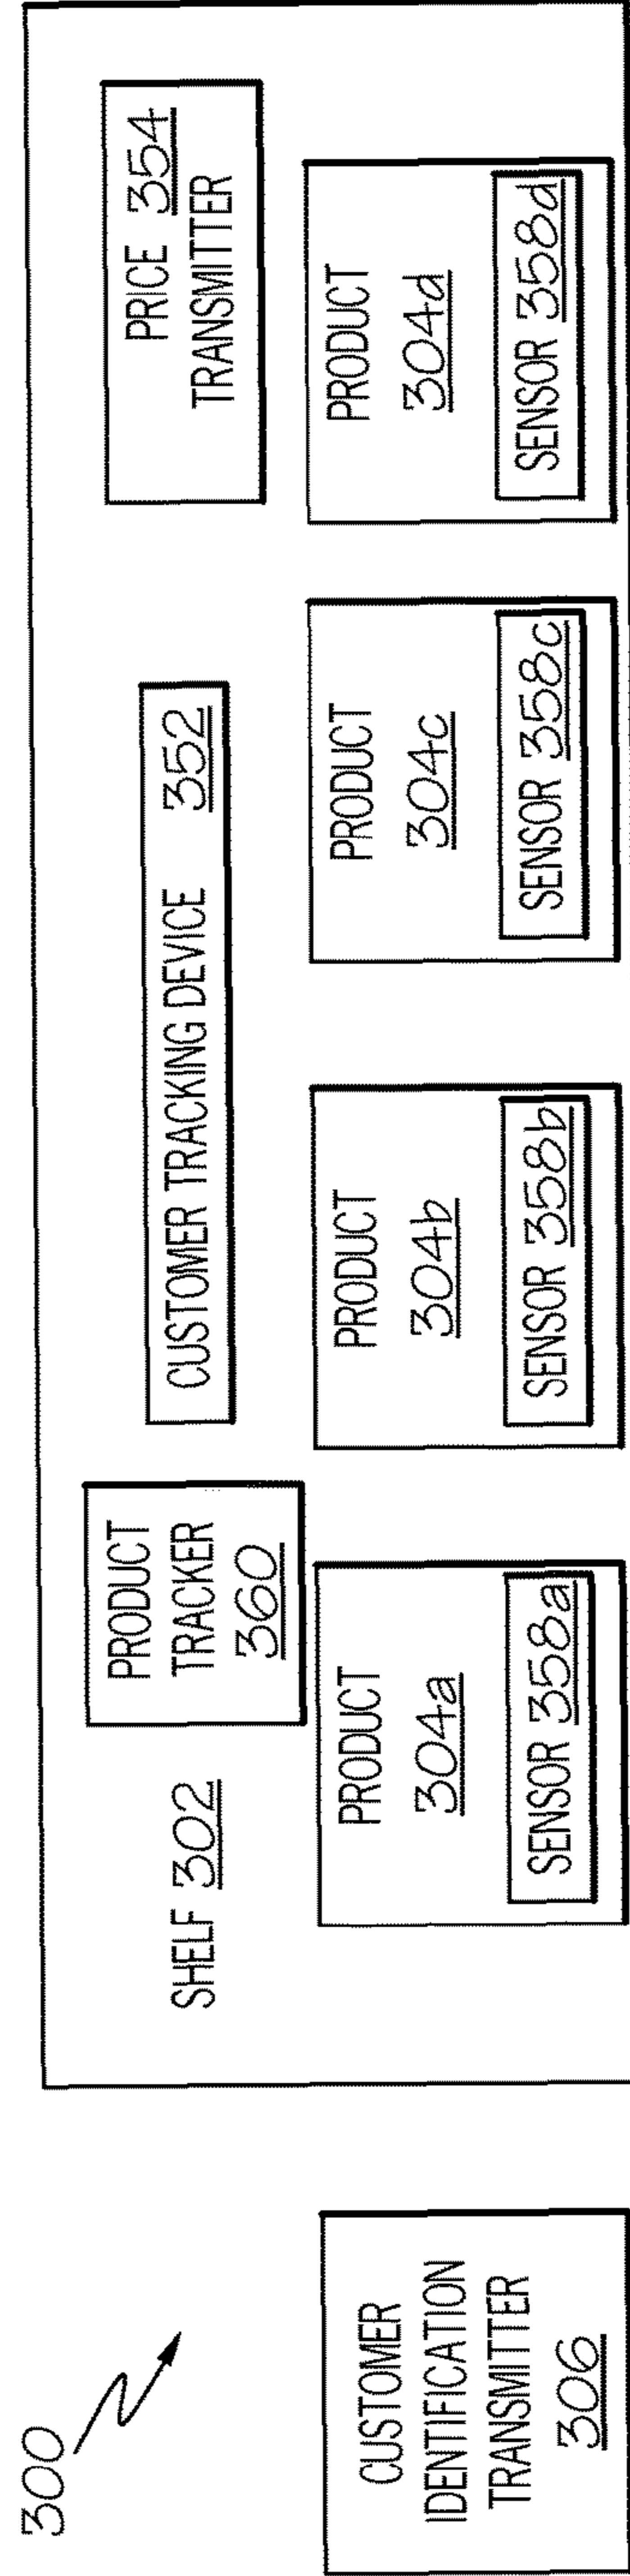 300
SHELF 302
PRODUCT
TRACKER
360
CUSTOMER TRACKING DEVICE 352
PRICE 354
TRANSMITTER
CUSTOMER
IDENTIFICATION
TRANSMITTER
306
PRODUCT
304a
SENSOR 358a
PRODUCT
304b
SENSOR 358b
PRODUCT
304c
SENSOR 358c
PRODUCT
304d
SENSOR 358d